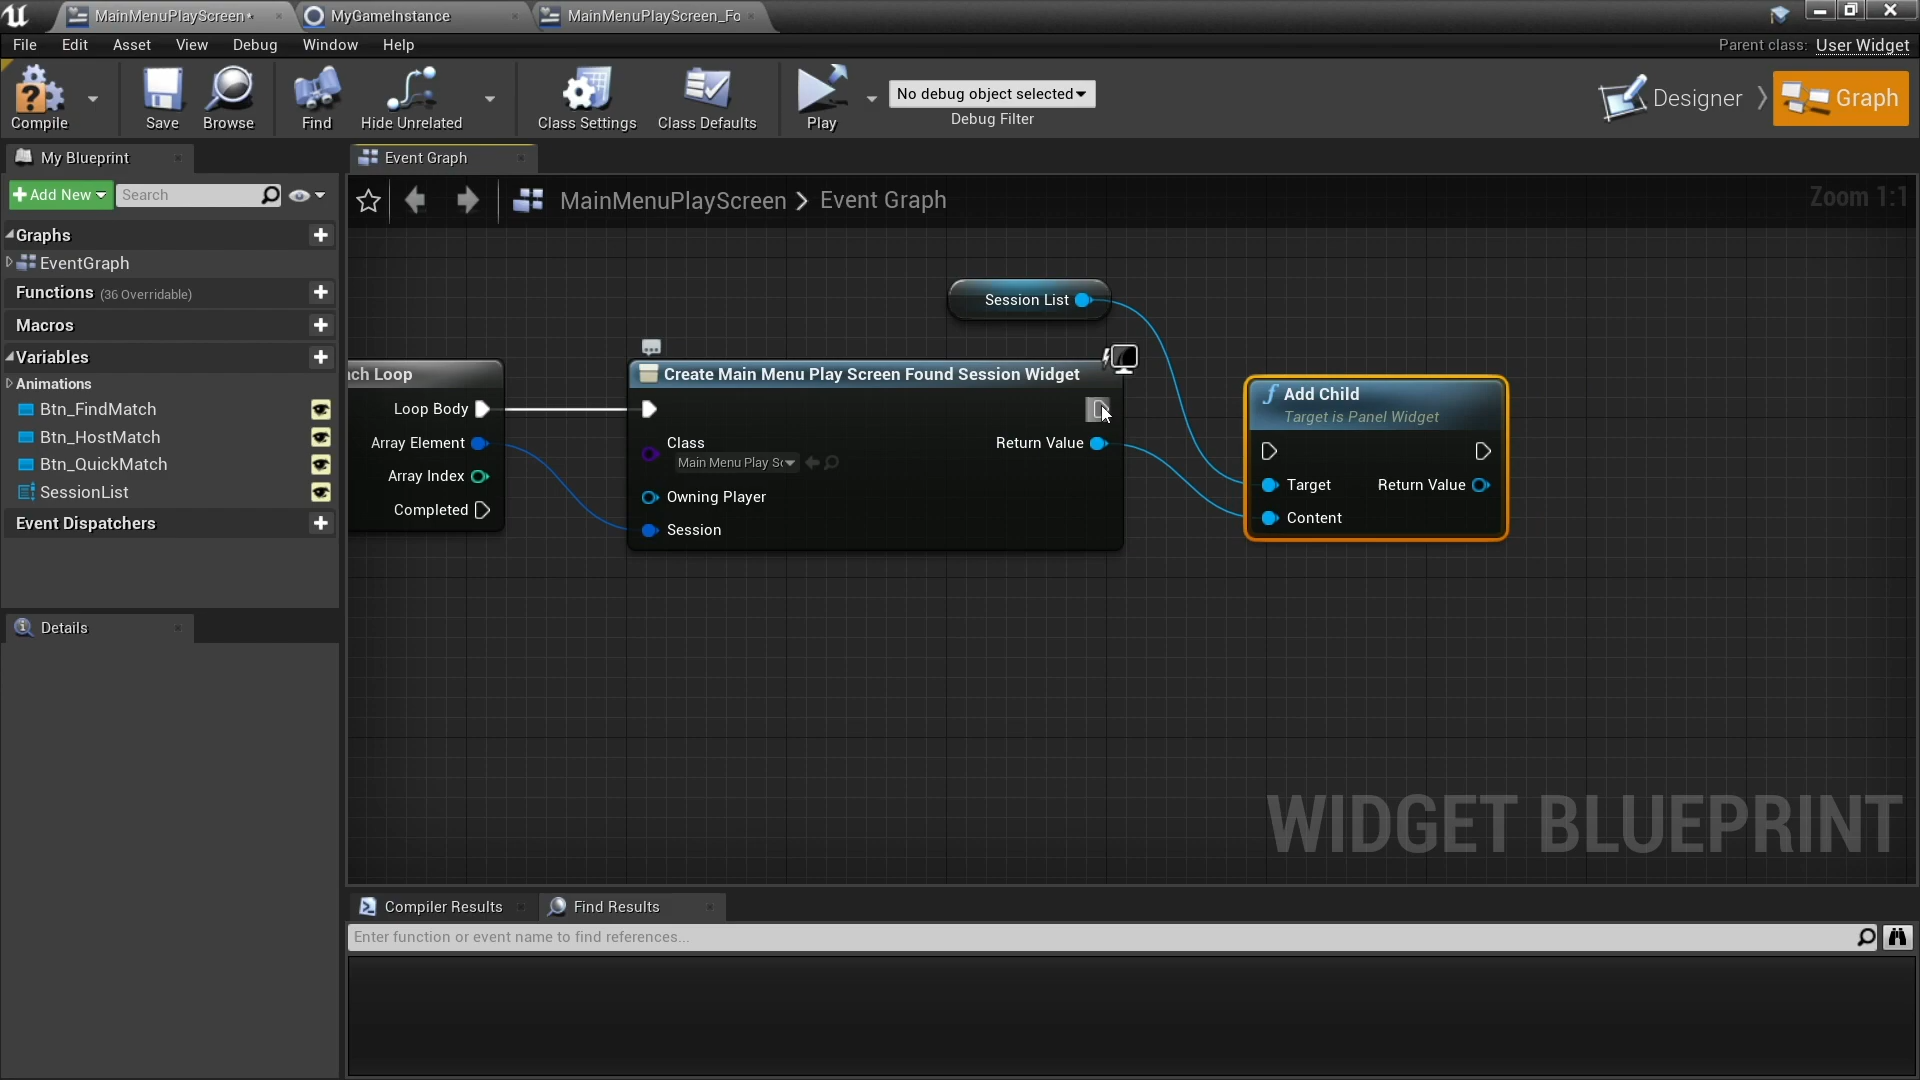 MainMenuPlayScreen*
MyGameInstance
MainMenuPlayScreen_Fo
File Edit Asset View Debug Window Help
Parent class: User Widget
Compile
Save
Browse
Find
Hide Unrelated
Class Settings
Class Defaults
Play
No debug object selected
Debug Filter
Designer
Graph
My Blueprint
Add New
Search
Graphs
EventGraph
Functions (36 Overridable)
Macros
Variables
Animations
Btn_FindMatch
Btn_HostMatch
Btn_QuickMatch
SessionList
Event Dispatchers
Details
Event Graph
MainMenuPlayScreen > Event Graph
Zoom 1:1
Session List
ach Loop
Loop Body
Array Element
Array Index
Completed
Create Main Menu Play Screen Found Session Widget
Class
Main Menu Play Sc
Return Value
Owning Player
Session
Add Child
Target is Panel Widget
Target
Return Value
Content
WIDGET BLUEPRINT
Compiler Results
Find Results
Enter function or event name to find references...